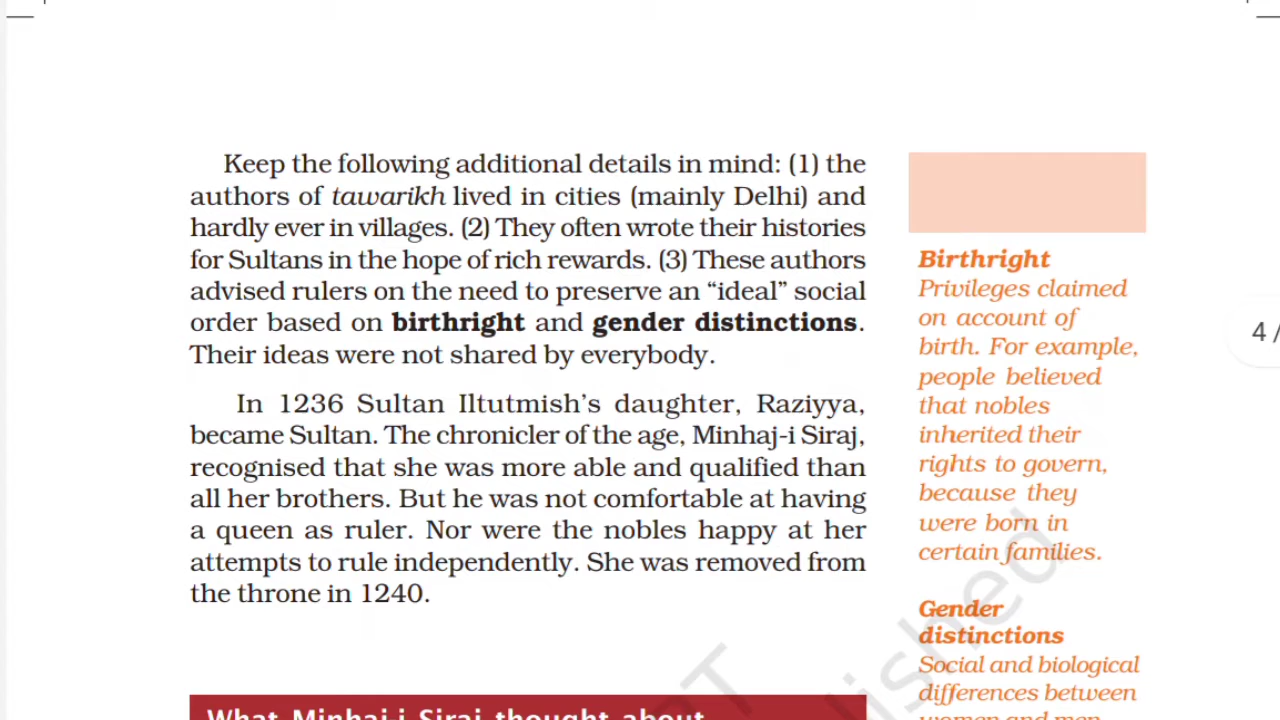 Keep the following additional details in mind: (1) the
authors of tawarikh lived in cities (mainly Delhi) and
hardly ever in villages. (2) They often wrote their histories
for Sultans in the hope of rich rewards. (3) These authors
advised rulers on the need to preserve an “ideal” social
order based on birthright and gender distinctions.
Their ideas were not shared by everybody.
In 1236 Sultan Iltutmish’s daughter, Raziyya,
became Sultan. The chronicler of the age, Minhaj-i Siraj,
recognised that she was more able and qualified than
all her brothers. But he was not comfortable at having
a queen as ruler. Nor were the nobles happy at her
attempts to rule independently. She was removed from
the throne in 1240.
What Minhaj-i Siraj thought about
Birthright
Privileges claimed
on account of
birth. For example,
people believed
that nobles
inherited their
rights to govern,
because they
were born in
certain families.
Gender
distinctions
Social and biological
differences between
women and men
4 /